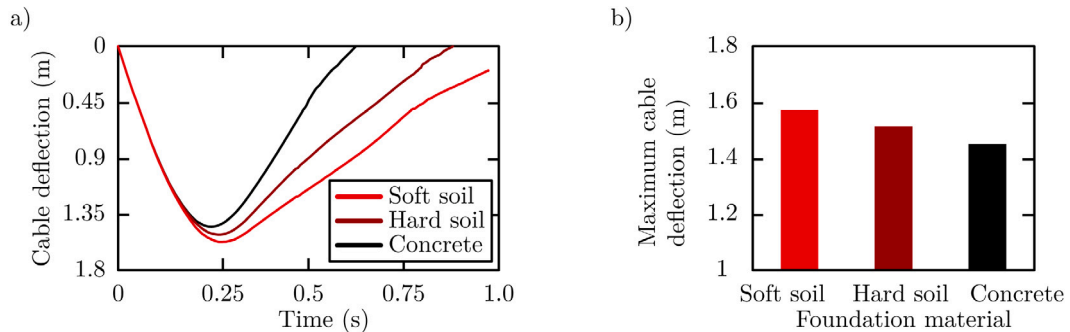 a)
Cable deflection (m)
0
0.45
0.9
1.35
1.8
Soft soil
Hard soil
Concrete
0 0.25 0.5 0.75 1.0
Time (s)
b)
Maximum cable
deflection (m)
1.8
1.6
1.4
1.2
1
Soft soil Hard soil Concrete
Foundation material